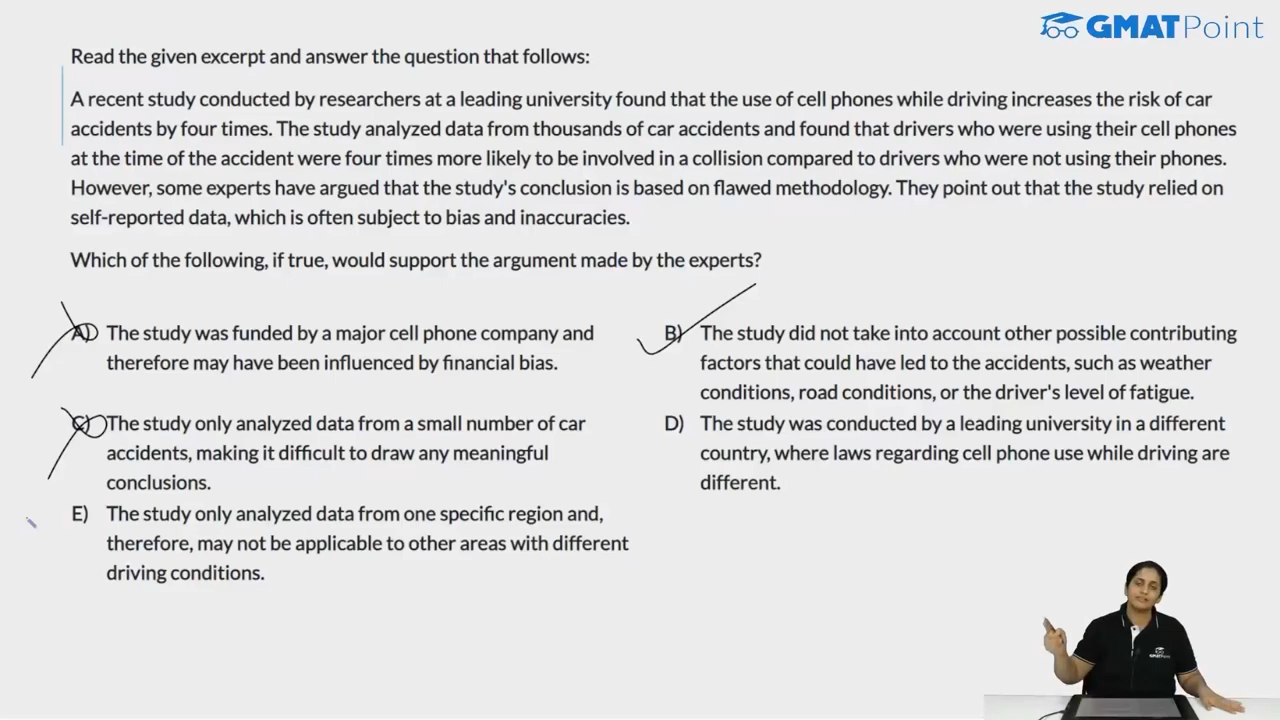 GMAT Point
Read the given excerpt and answer the question that follows:
A recent study conducted by researchers at a leading university found that the use of cell phones while driving increases the risk of car
accidents by four times. The study analyzed data from thousands of car accidents and found that drivers who were using their cell phones
at the time of the accident were four times more likely to be involved in a collision compared to drivers who were not using their phones.
However, some experts have argued that the study's conclusion is based on flawed methodology. They point out that the study relied on
self-reported data, which is often subject to bias and inaccuracies.
Which of the following, if true, would support the argument made by the experts?
A) The study was funded by a major cell phone company and
therefore may have been influenced by financial bias.
B) The study did not take into account other possible contributing
factors that could have led to the accidents, such as weather
conditions, road conditions, or the driver's level of fatigue.
C) The study only analyzed data from a small number of car
accidents, making it difficult to draw any meaningful
conclusions.
D) The study was conducted by a leading university in a different
country, where laws regarding cell phone use while driving are
different.
E) The study only analyzed data from one specific region and,
therefore, may not be applicable to other areas with different
driving conditions.
GMATPoint